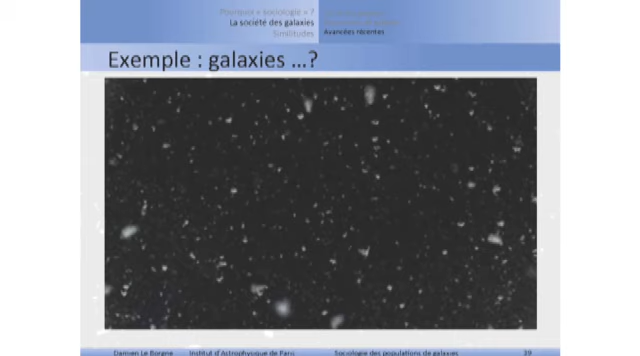 Pourquoi « sociologie » ?
La société des galaxies
Similitudes
Avancées récentes
Exemple : galaxies ...?
Damien Le Borgne Institut d'Astrophysique de Paris Sociologie des populations de galaxies 39